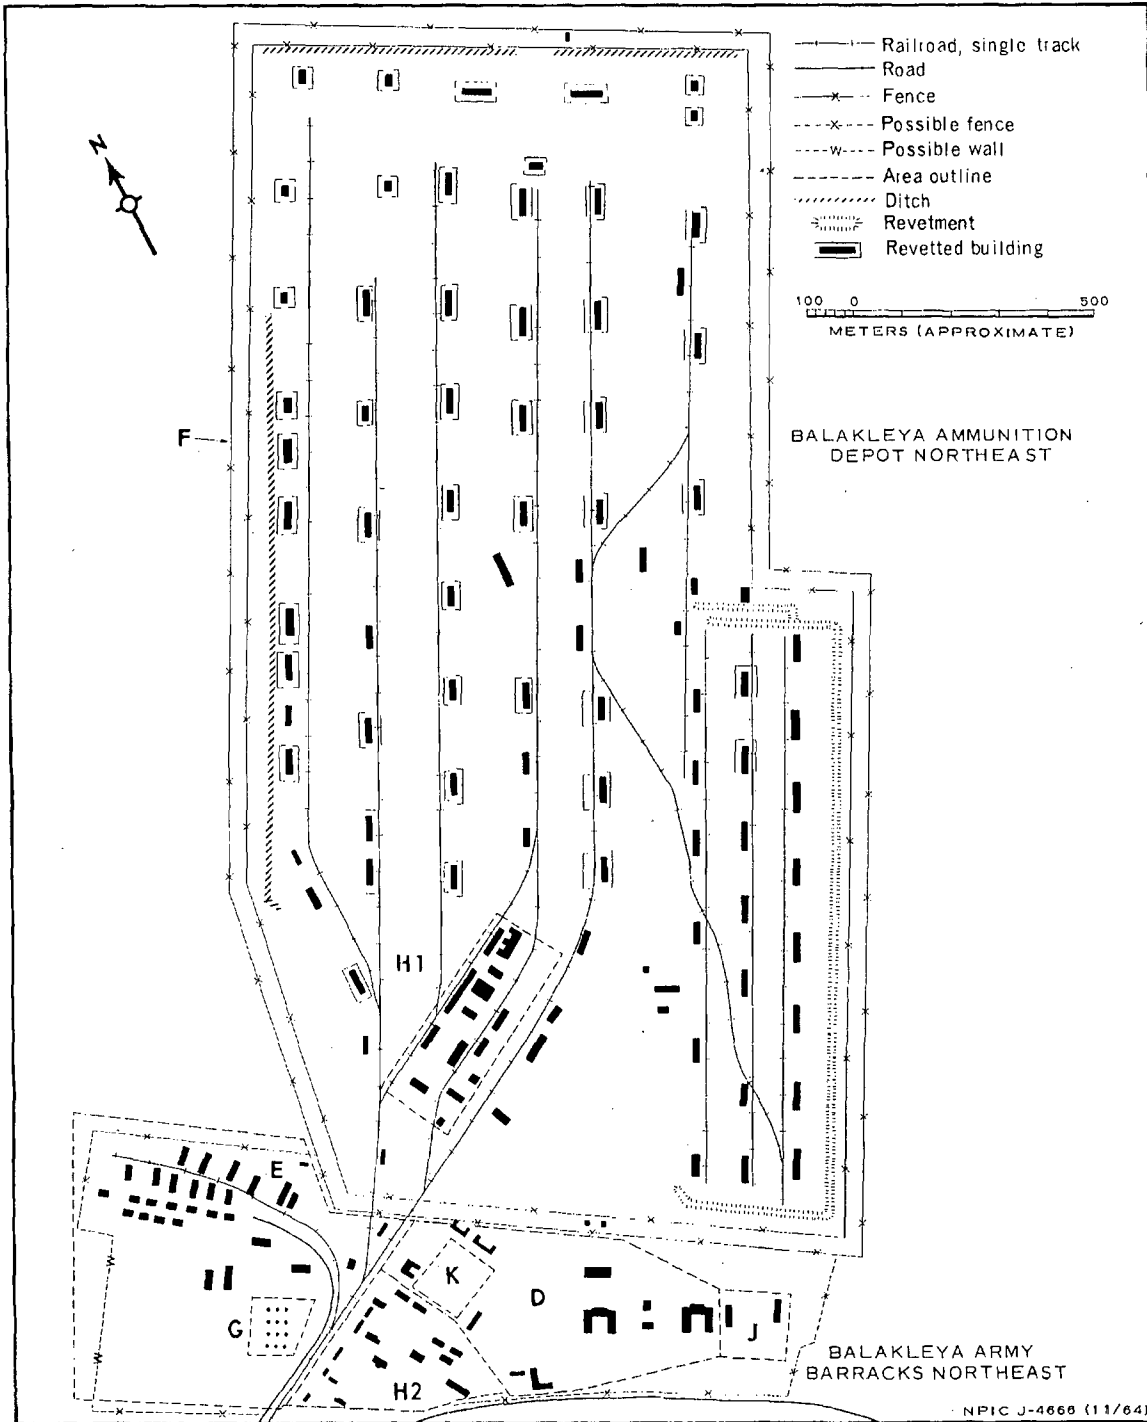 Railroad, single track
Road
Fence
Possible fence
Possible wall
Area outline
Ditch
Revetment
Revetted building
N
100 0 500
METERS (APPROXIMATE)
F
BALAKLEYA AMMUNITION
DEPOT NORTHEAST
H1
E
K
D
G
J
H2
BALAKLEYA ARMY
BARRACKS NORTHEAST
NPIC J-4666 (11/64)